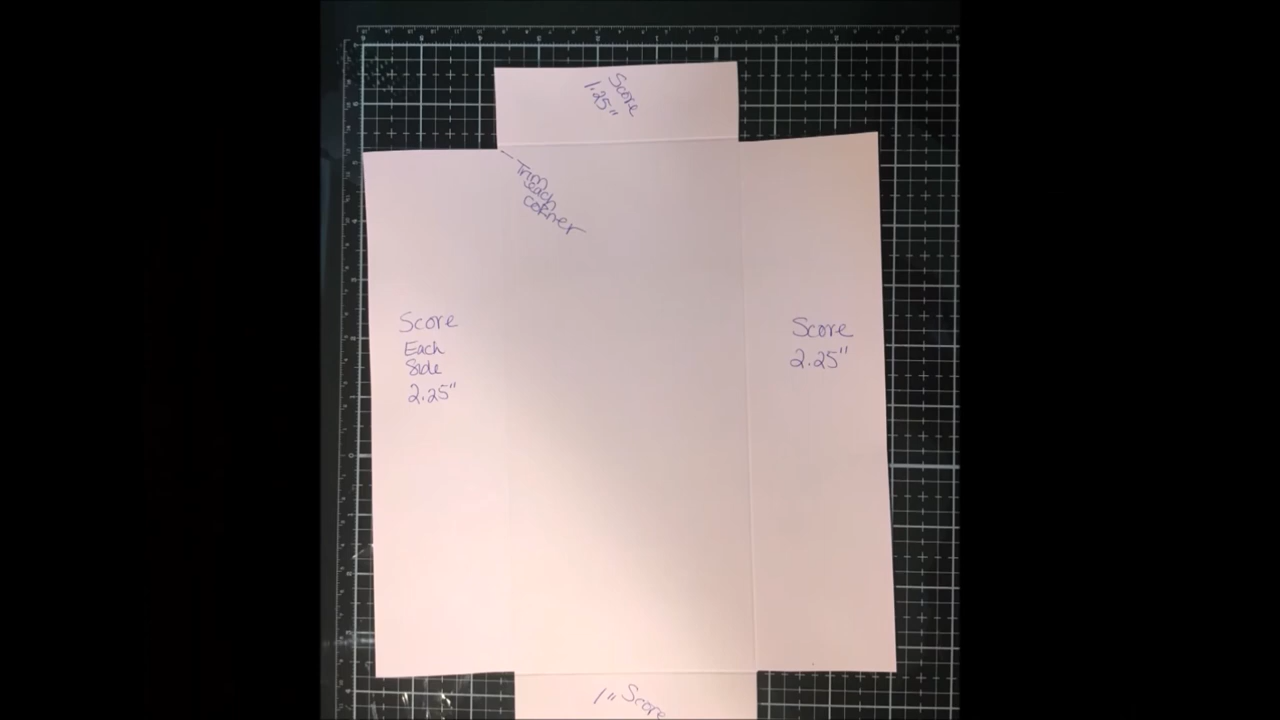 Score
1.25"
Trim
each
corner
Score
Each
Side
2.25"
Score
2.25"
1" Score